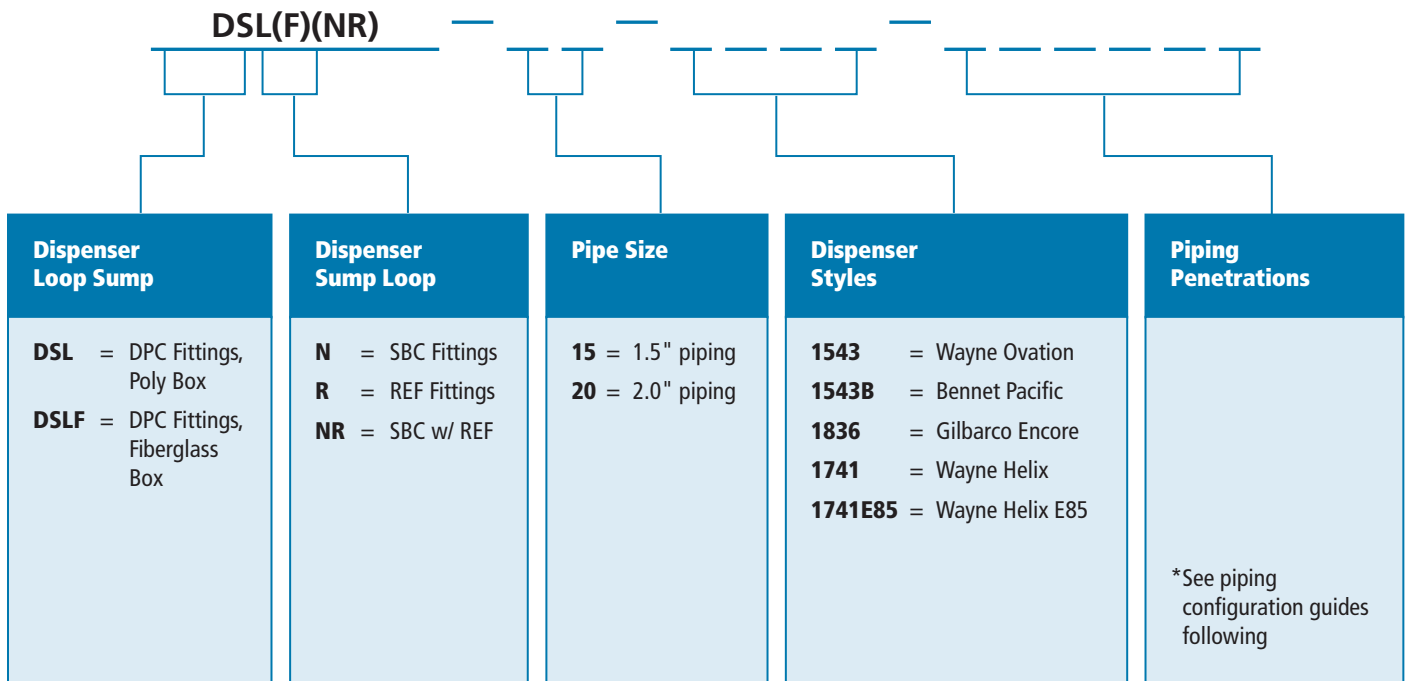 DSL(F)(NR)
Dispenser
Loop Sump
DSL = DPC Fittings,
Poly Box
DSLF = DPC Fittings,
Fiberglass
Box
Dispenser
Sump Loop
N = SBC Fittings
R = REF Fittings
NR = SBC w/ REF
Pipe Size
15 = 1.5" piping
20 = 2.0" piping
Dispenser
Styles
1543 = Wayne Ovation
1543B = Bennet Pacific
1836 = Gilbarco Encore
1741 = Wayne Helix
1741E85 = Wayne Helix E85
Piping
Penetrations
*See piping
configuration guides
following